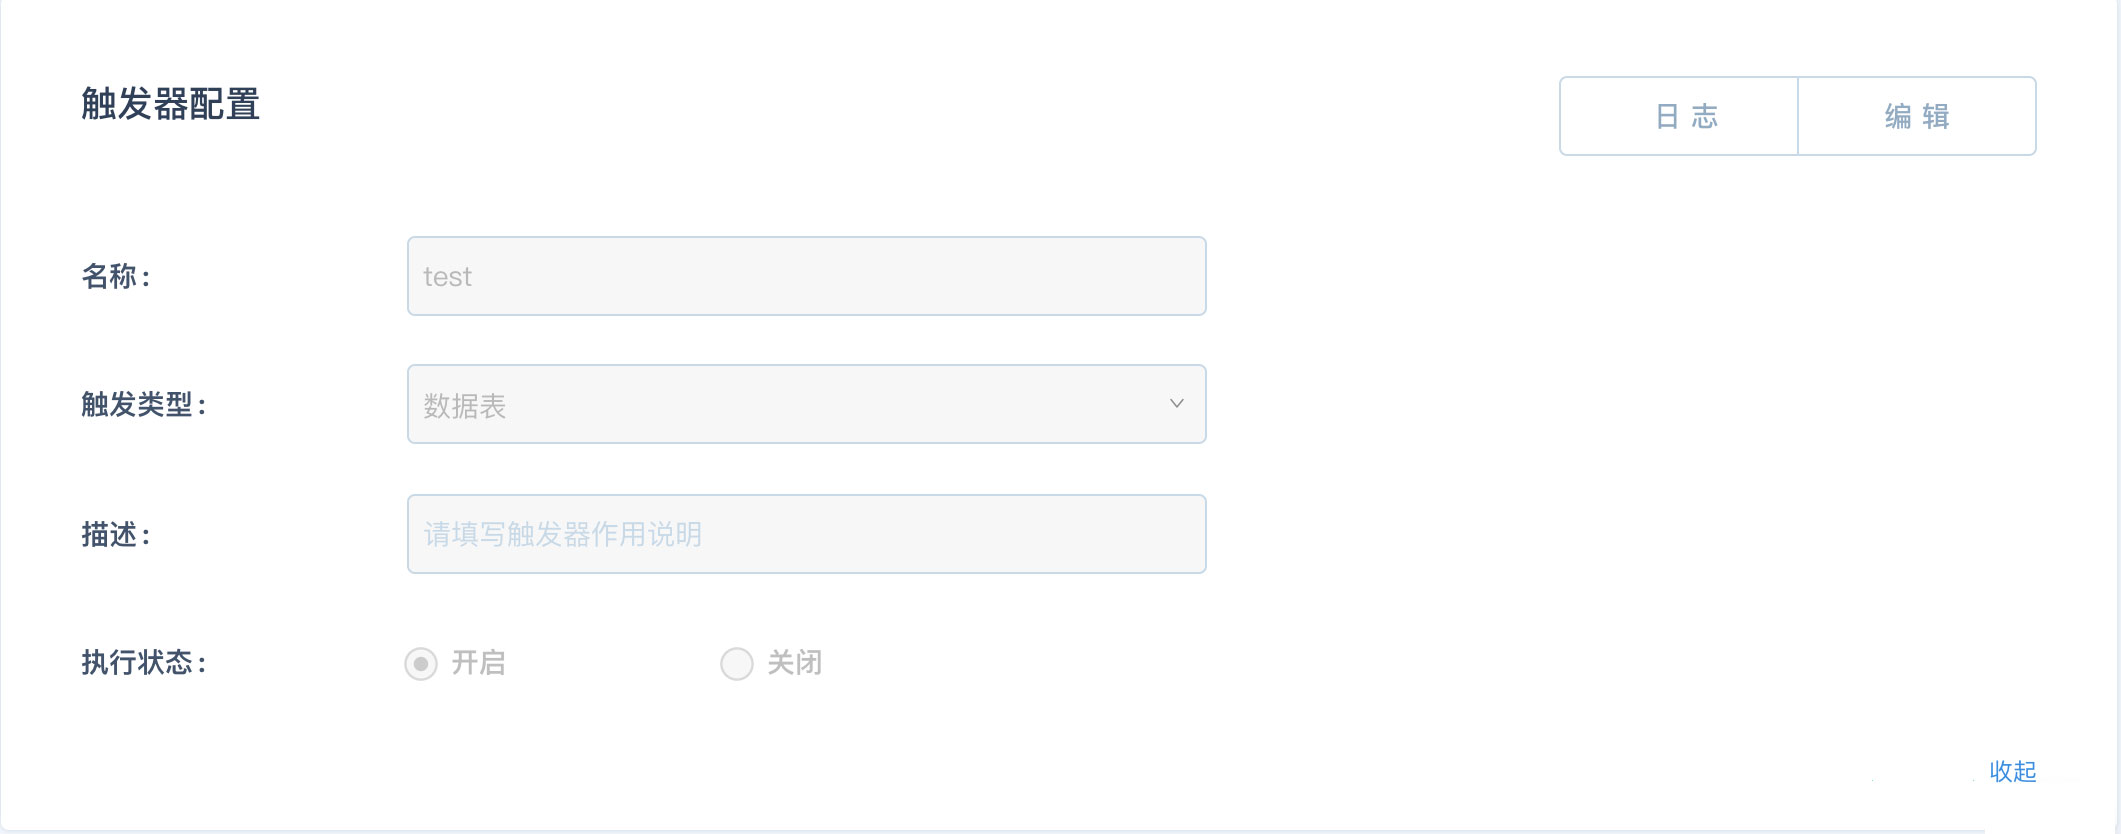 触发器配置
日志 编辑
名称: test
触发类型: 数据表
描述: 请填写触发器作用说明
执行状态: 开启 关闭
收起